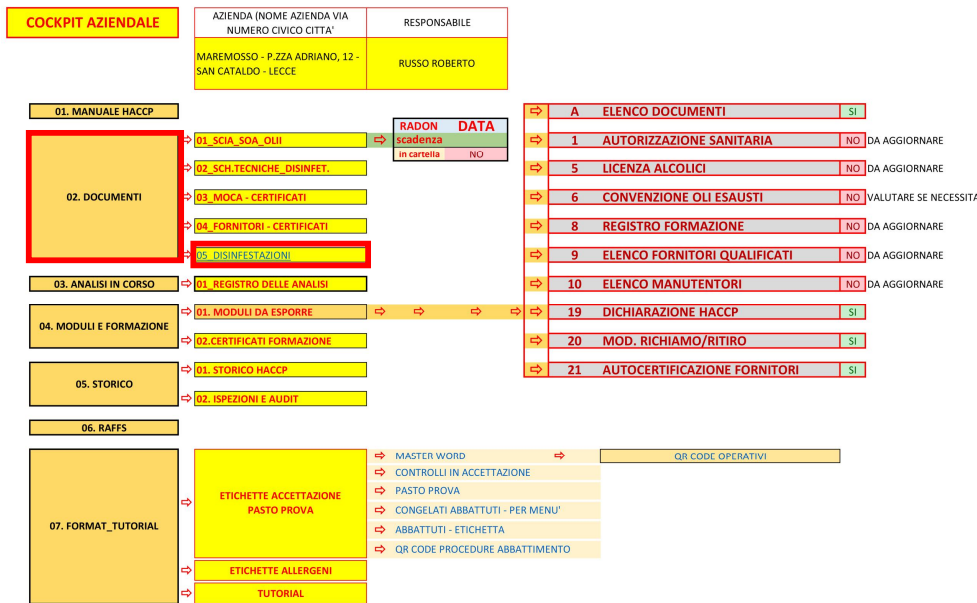 COCKPIT AZIENDALE
AZIENDA (NOME AZIENDA VIA
NUMERO CIVICO CITTA'
RESPONSABILE
MAREMOSSO - P.ZZA ADRIANO, 12 -
SAN CATALDO - LECCE
RUSSO ROBERTO
01. MANUALE HACCP
A ELENCO DOCUMENTI SI
RADON DATA
02. DOCUMENTI
01_SCIA_SOA_OLII
scadenza
in cartella NO
1 AUTORIZZAZIONE SANITARIA NO DA AGGIORNARE
02_SCH.TECNICHE_DISINFET.
5 LICENZA ALCOLICI NO DA AGGIORNARE
03_MOCA - CERTIFICATI
6 CONVENZIONE OLI ESAUSTI NO VALUTARE SE NECESSITA
04_FORNITORI - CERTIFICATI
8 REGISTRO FORMAZIONE NO DA AGGIORNARE
05_DISINFESTAZIONI
9 ELENCO FORNITORI QUALIFICATI NO DA AGGIORNARE
03. ANALISI IN CORSO
01_REGISTRO DELLE ANALISI
10 ELENCO MANUTENTORI NO DA AGGIORNARE
04. MODULI E FORMAZIONE
01. MODULI DA ESPORRE
19 DICHIARAZIONE HACCP SI
02.CERTIFICATI FORMAZIONE
20 MOD. RICHIAMO/RITIRO SI
05. STORICO
01. STORICO HACCP
21 AUTOCERTIFICAZIONE FORNITORI SI
02. ISPEZIONI E AUDIT
06. RAFFS
07. FORMAT_TUTORIAL
ETICHETTE ACCETTAZIONE
PASTO PROVA
MASTER WORD
QR CODE OPERATIVI
CONTROLLI IN ACCETTAZIONE
PASTO PROVA
CONGELATI ABBATTUTI - PER MENU'
ABBATTUTI - ETICHETTA
QR CODE PROCEDURE ABBATTIMENTO
ETICHETTE ALLERGENI
TUTORIAL